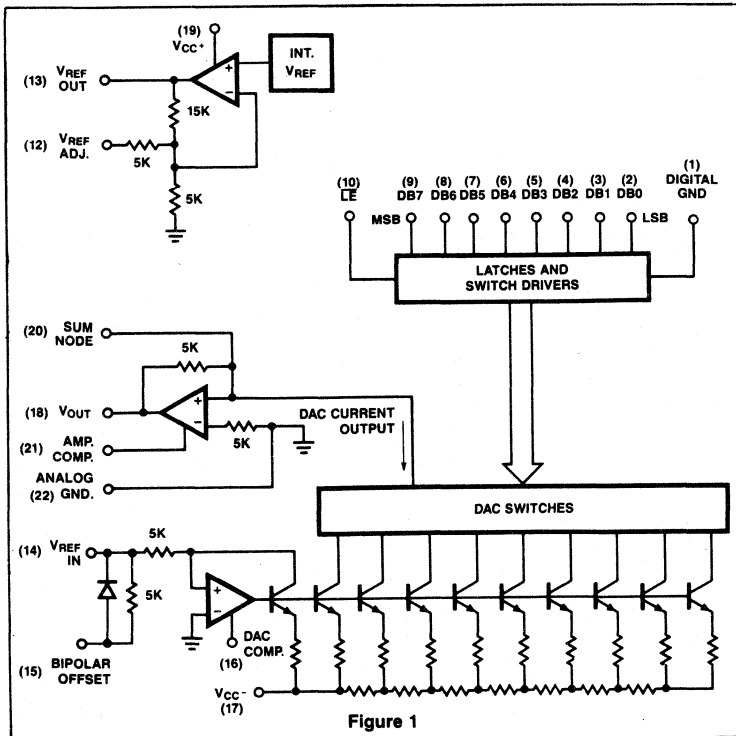 (19)
VCC+
INT.
VREF
(13) VREF
OUT
15K
(12) VREF
ADJ.
5K
5K
(10)
LE
(9)
DB7
(8)
DB6
(7)
DB5
(6)
DB4
(5)
DB3
(4)
DB2
(3)
DB1
(2)
DB0
(1)
DIGITAL
GND
MSB
LSB
LATCHES AND
SWITCH DRIVERS
(20) SUM
NODE
5K
(18) VOUT
(21) AMP.
COMP.
5K
ANALOG
(22) GND.
DAC CURRENT
OUTPUT
DAC SWITCHES
(14) VREF
IN
5K
5K
DAC
COMP.
(16)
(15) BIPOLAR
OFFSET
VCC-
(17)
Figure 1